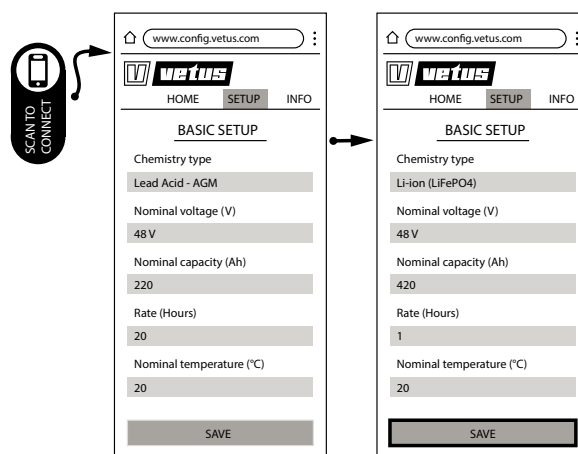 SCAN TO
CONNECT
www.config.vetus.com
V vetus
HOME SETUP INFO
BASIC SETUP
Chemistry type
Lead Acid - AGM
Nominal voltage (V)
48 V
Nominal capacity (Ah)
220
Rate (Hours)
20
Nominal temperature (°C)
20
SAVE
www.config.vetus.com
V vetus
HOME SETUP INFO
BASIC SETUP
Chemistry type
Li-ion (LiFePO4)
Nominal voltage (V)
48 V
Nominal capacity (Ah)
420
Rate (Hours)
1
Nominal temperature (°C)
20
SAVE